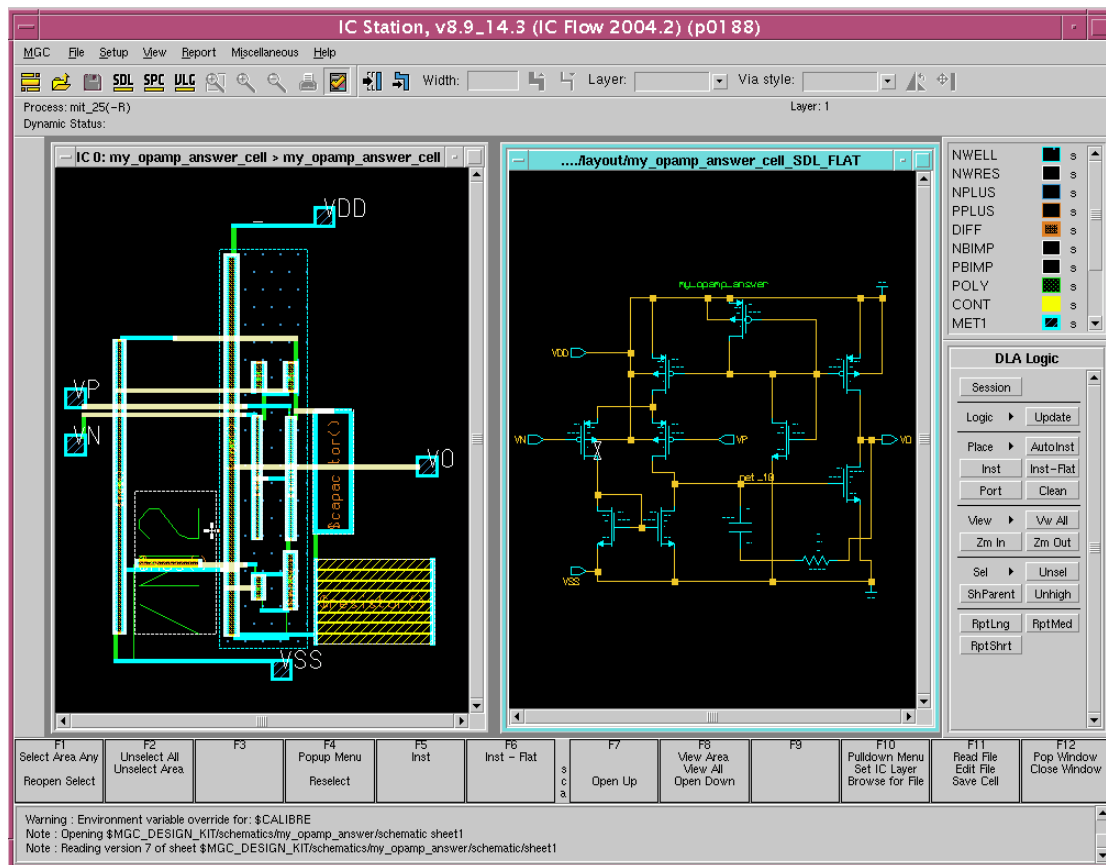 IC Station, v8.9_14.3 (IC Flow 2004.2) (p0188)
MGC File Setup View Report Miscellaneous Help
SDL SPC ULG Width: Layer: Via style:
Process: mit_25(-R) Layer: 1
Dynamic Status:
IC 0: my_opamp_answer_cell > my_opamp_answer_cell
VDD
VP
VN
VO
$capacitor()
$resistor
VSS
..../layout/my_opamp_answer_cell_SDL_FLAT
my_opamp_answer
VDD
VN
VP
VO
net_10
VSS
NWELL s
NWRES s
NPLUS s
PPLUS s
DIFF s
NBIMP s
PBIMP s
POLY s
CONT s
MET1 s
DLA Logic
Session
Logic Update
Place AutoInst
Inst Inst-Flat
Port Clean
View Vw All
Zm In Zm Out
Sel Unsel
ShParent Unhigh
RptLng RptMed
RptShrt
F1
Select Area Any
Reopen Select
F2
Unselect All
Unselect Area
F3
F4
Popup Menu
Reselect
F5
Inst
F6
Inst - Flat
s
c
a
F7
Open Up
F8
View Area
View All
Open Down
F9
F10
Pulldown Menu
Set IC Layer
Browse for File
F11
Read File
Edit File
Save Cell
F12
Pop Window
Close Window
Warning : Environment variable override for: $CALIBRE
Note : Opening $MGC_DESIGN_KIT/schematics/my_opamp_answer/schematic sheet1
Note : Reading version 7 of sheet $MGC_DESIGN_KIT/schematics/my_opamp_answer/schematic/sheet1